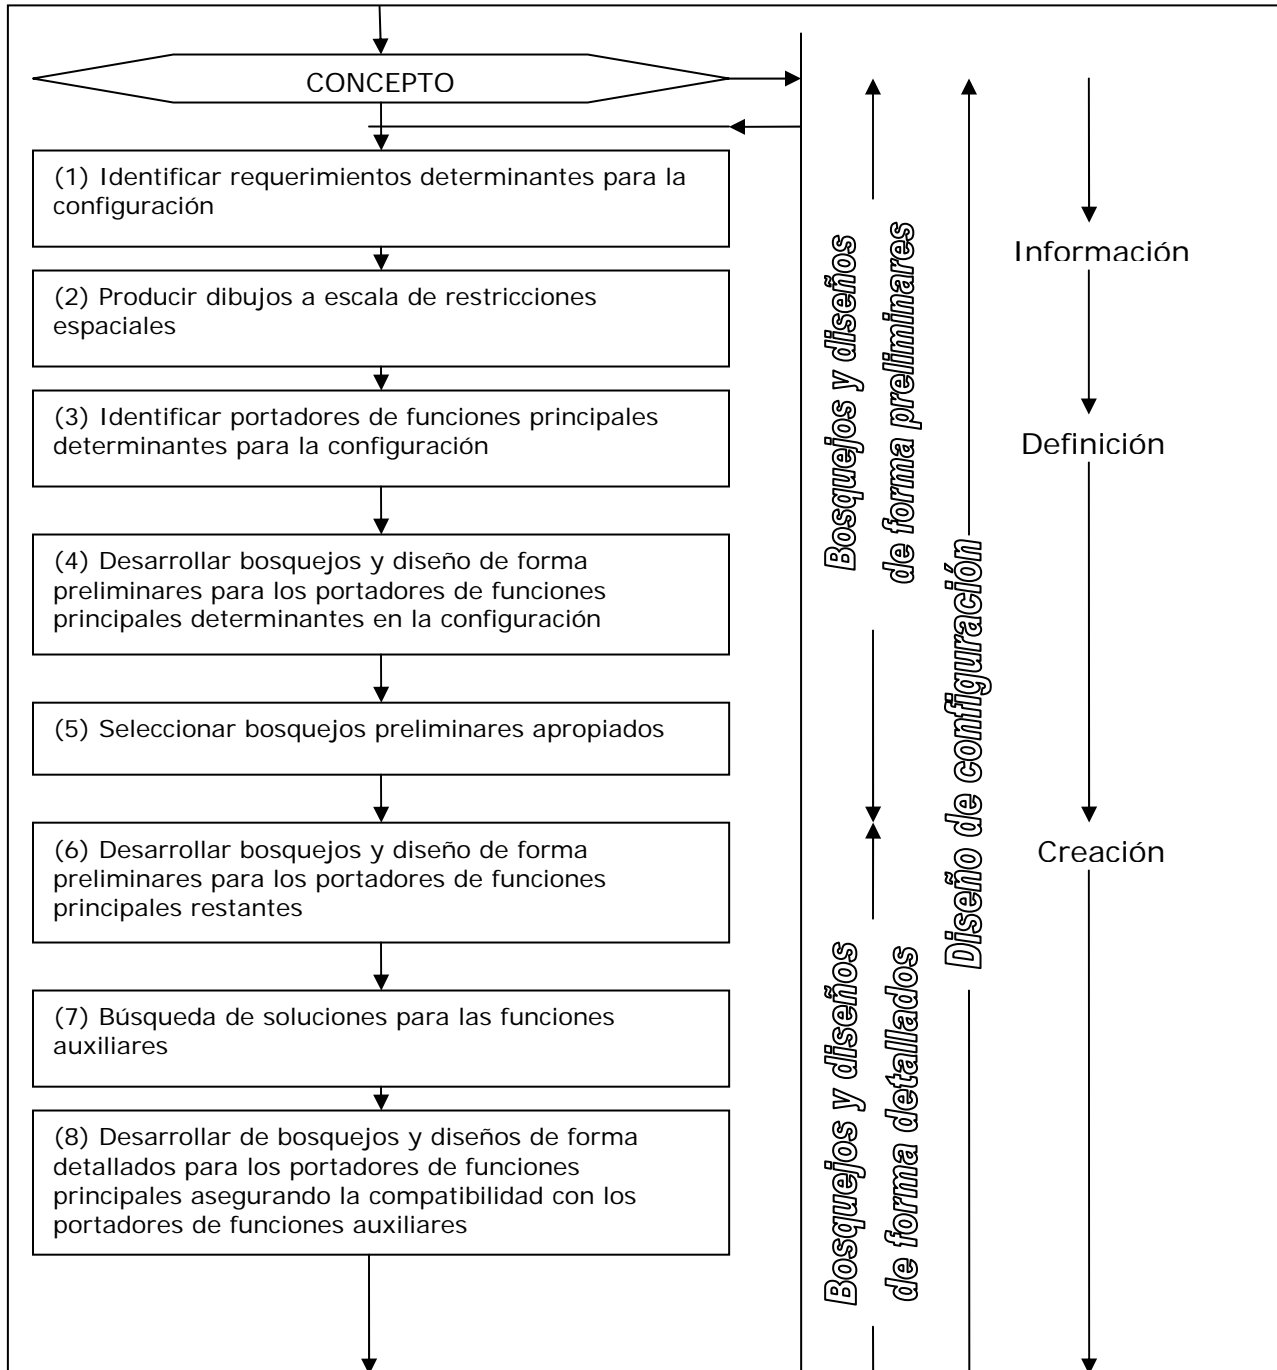 CONCEPTO
(1) Identificar requerimientos determinantes para la
configuración
(2) Producir dibujos a escala de restricciones
espaciales
(3) Identificar portadores de funciones principales
determinantes para la configuración
(4) Desarrollar bosquejos y diseño de forma
preliminares para los portadores de funciones
principales determinantes en la configuración
(5) Seleccionar bosquejos preliminares apropiados
(6) Desarrollar bosquejos y diseño de forma
preliminares para los portadores de funciones
principales restantes
(7) Búsqueda de soluciones para las funciones
auxiliares
(8) Desarrollar de bosquejos y diseños de forma
detallados para los portadores de funciones
principales asegurando la compatibilidad con los
portadores de funciones auxiliares
Bosquejos y diseños
de forma preliminares
Bosquejos y diseños
de forma detallados
Diseño de configuración
Información
Definición
Creación